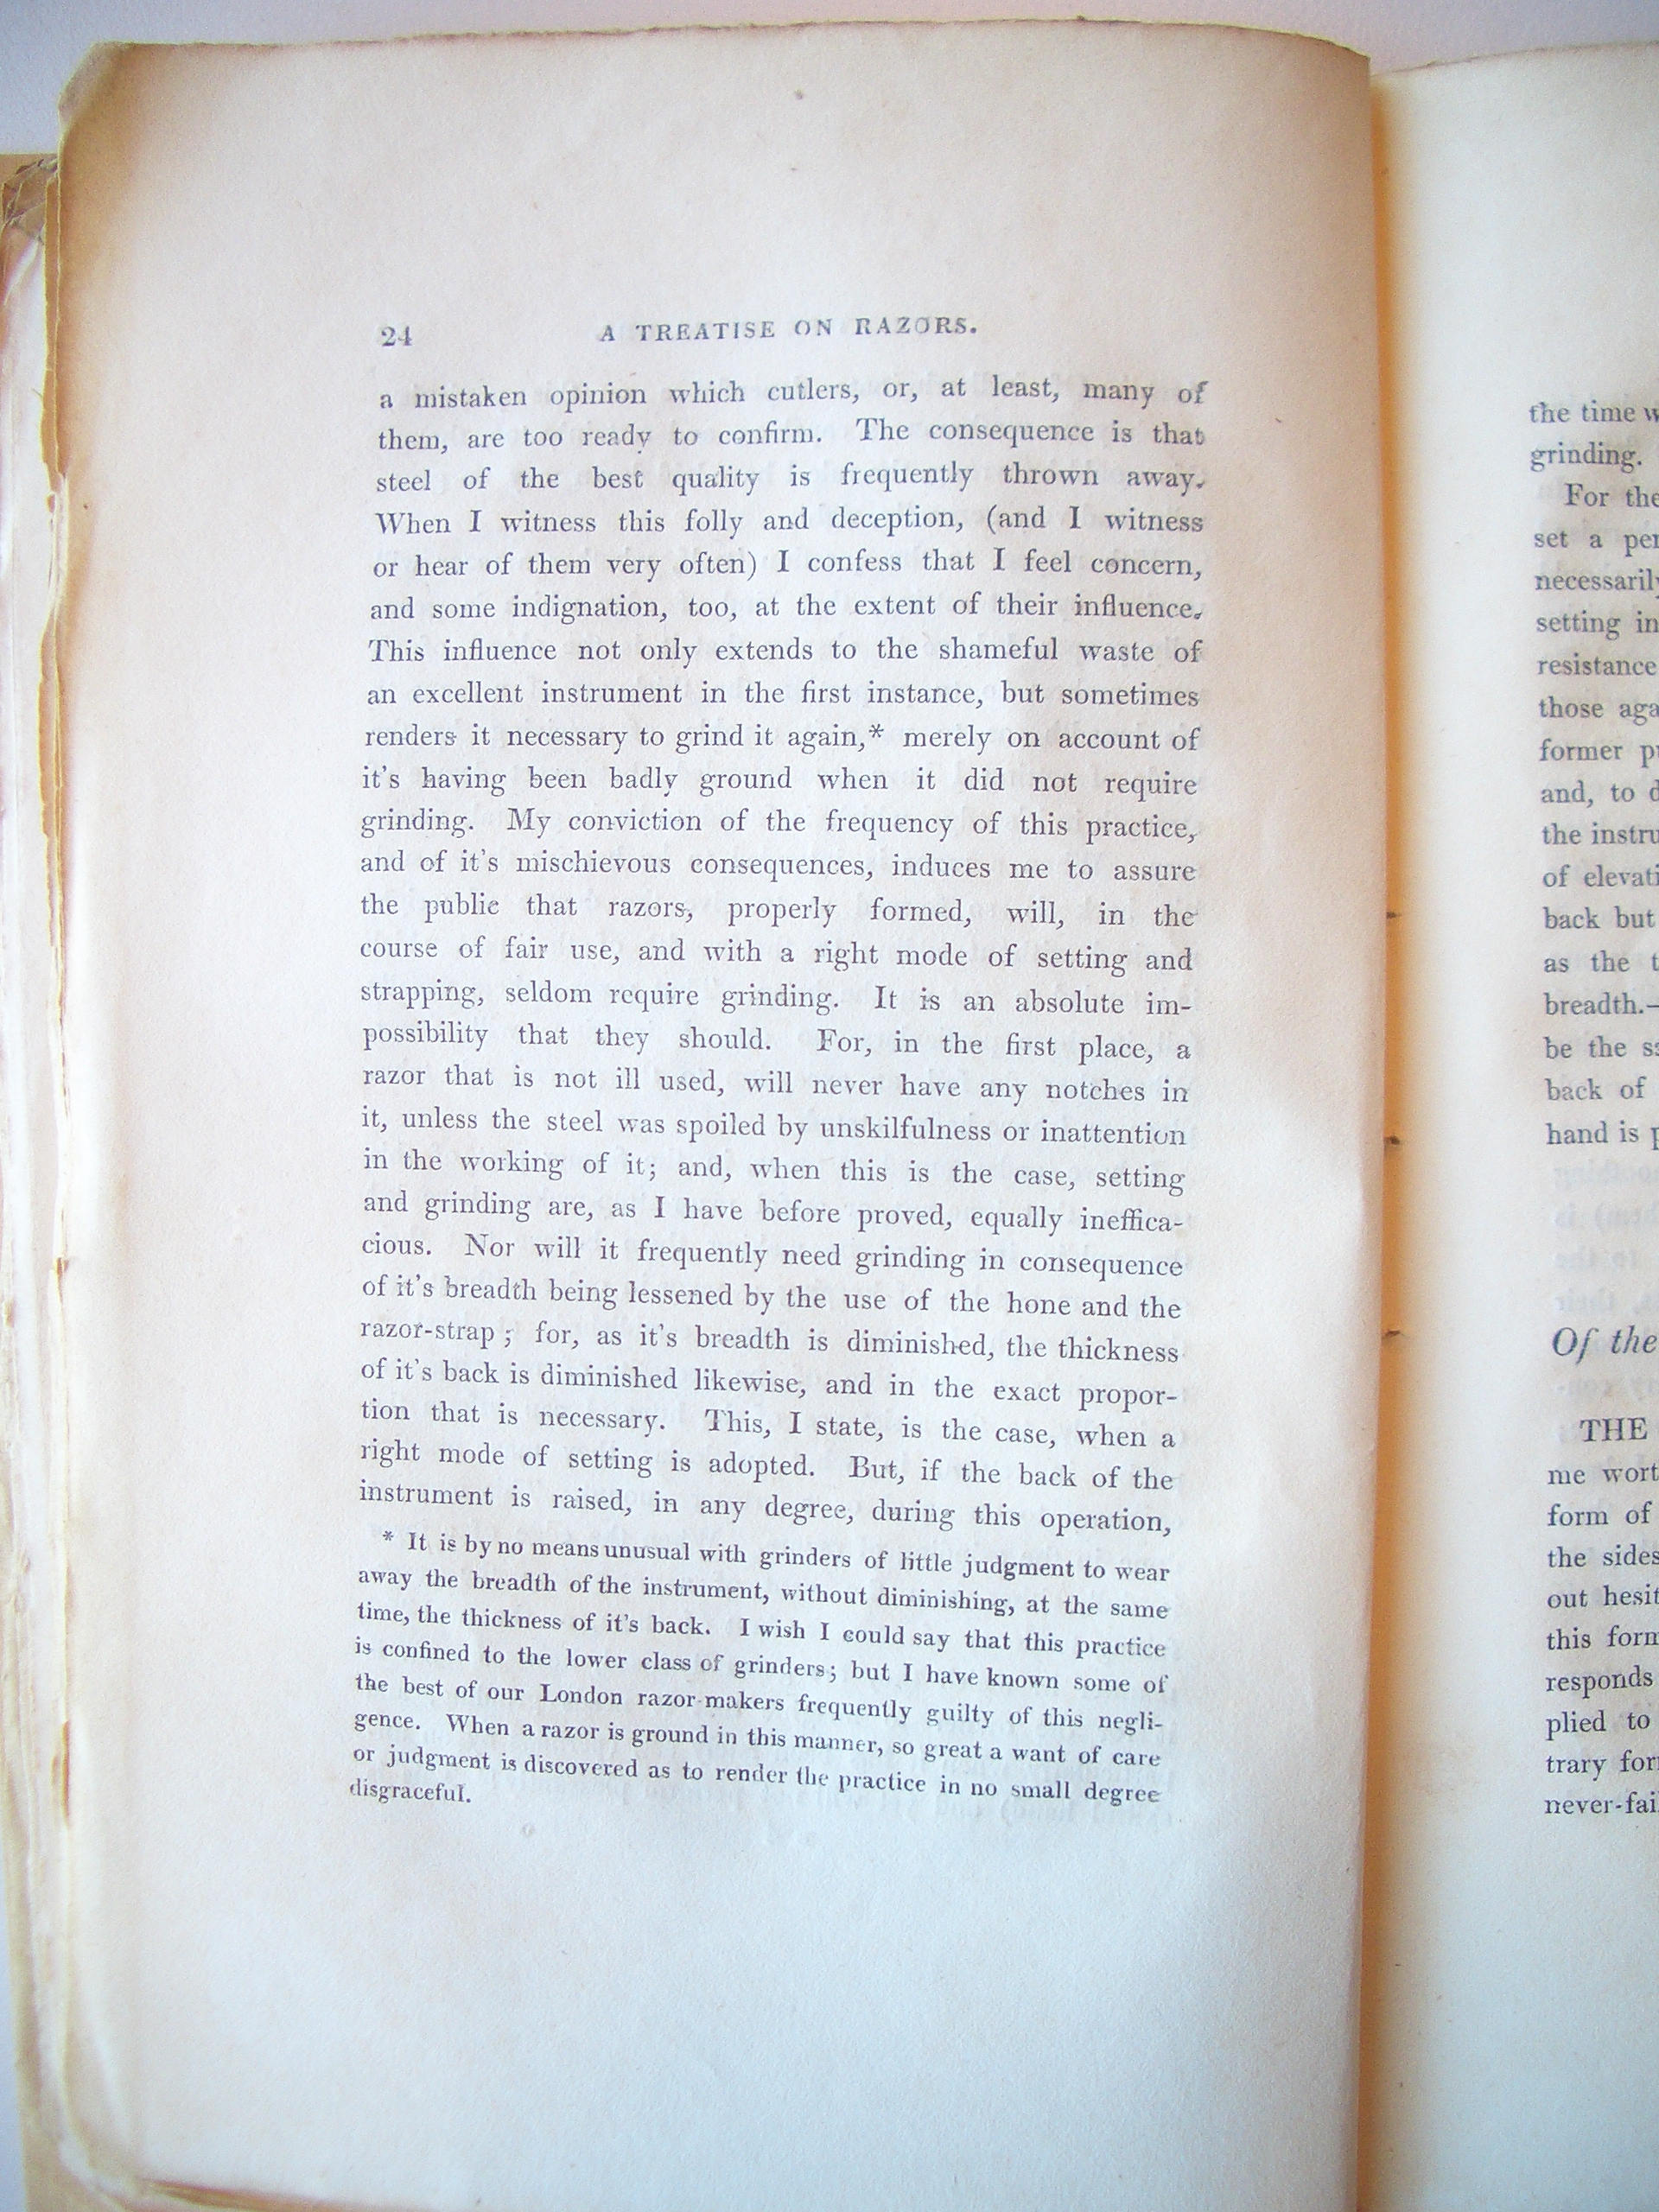 24 A TREATISE ON RAZORS.
a mistaken opinion which cutlers, or, at least, many of
them, are too ready to confirm. The consequence is that
steel of the best quality is frequently thrown away.
When I witness this folly and deception, (and I witness
or hear of them very often) I confess that I feel concern,
and some indignation, too, at the extent of their influence.
This influence not only extends to the shameful waste of
an excellent instrument in the first instance, but sometimes
renders it necessary to grind it again,* merely on account of
it's having been badly ground when it did not require
grinding. My conviction of the frequency of this practice,
and of it's mischievous consequences, induces me to assure
the public that razors, properly formed, will, in the
course of fair use, and with a right mode of setting and
strapping, seldom require grinding. It is an absolute im-
possibility that they should. For, in the first place, a
razor that is not ill used, will never have any notches in
it, unless the steel was spoiled by unskilfulness or inattention
in the working of it; and, when this is the case, setting
and grinding are, as I have before proved, equally ineffica-
cious. Nor will it frequently need grinding in consequence
of it's breadth being lessened by the use of the hone and the
razor-strap; for, as it's breadth is diminished, the thickness
of it's back is diminished likewise, and in the exact propor-
tion that is necessary. This, I state, is the case, when a
right mode of setting is adopted. But, if the back of the
instrument is raised, in any degree, during this operation,
* It is by no means unusual with grinders of little judgment to wear
away the breadth of the instrument, without diminishing, at the same
time, the thickness of it's back. I wish I could say that this practice
is confined to the lower class of grinders; but I have known some of
the best of our London razor-makers frequently guilty of this negli-
gence. When a razor is ground in this manner, so great a want of care
or judgment is discovered as to render the practice in no small degree
disgraceful.
the time
grinding.
For the
set a
necessarily
setting in
resistance
those
former
and, to
the
of
back but
as the
breadth.—
be the
back of
hand is
Of the
THE
me
form of
the sides
out
this form
responds
plied to
trary